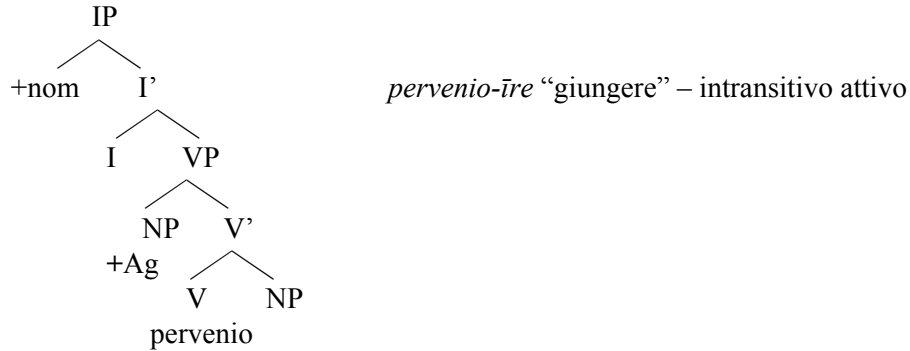 IP
+nom I’ pervenio-īre “giungere” – intransitivo attivo
I VP
NP V’
+Ag
V NP
pervenio